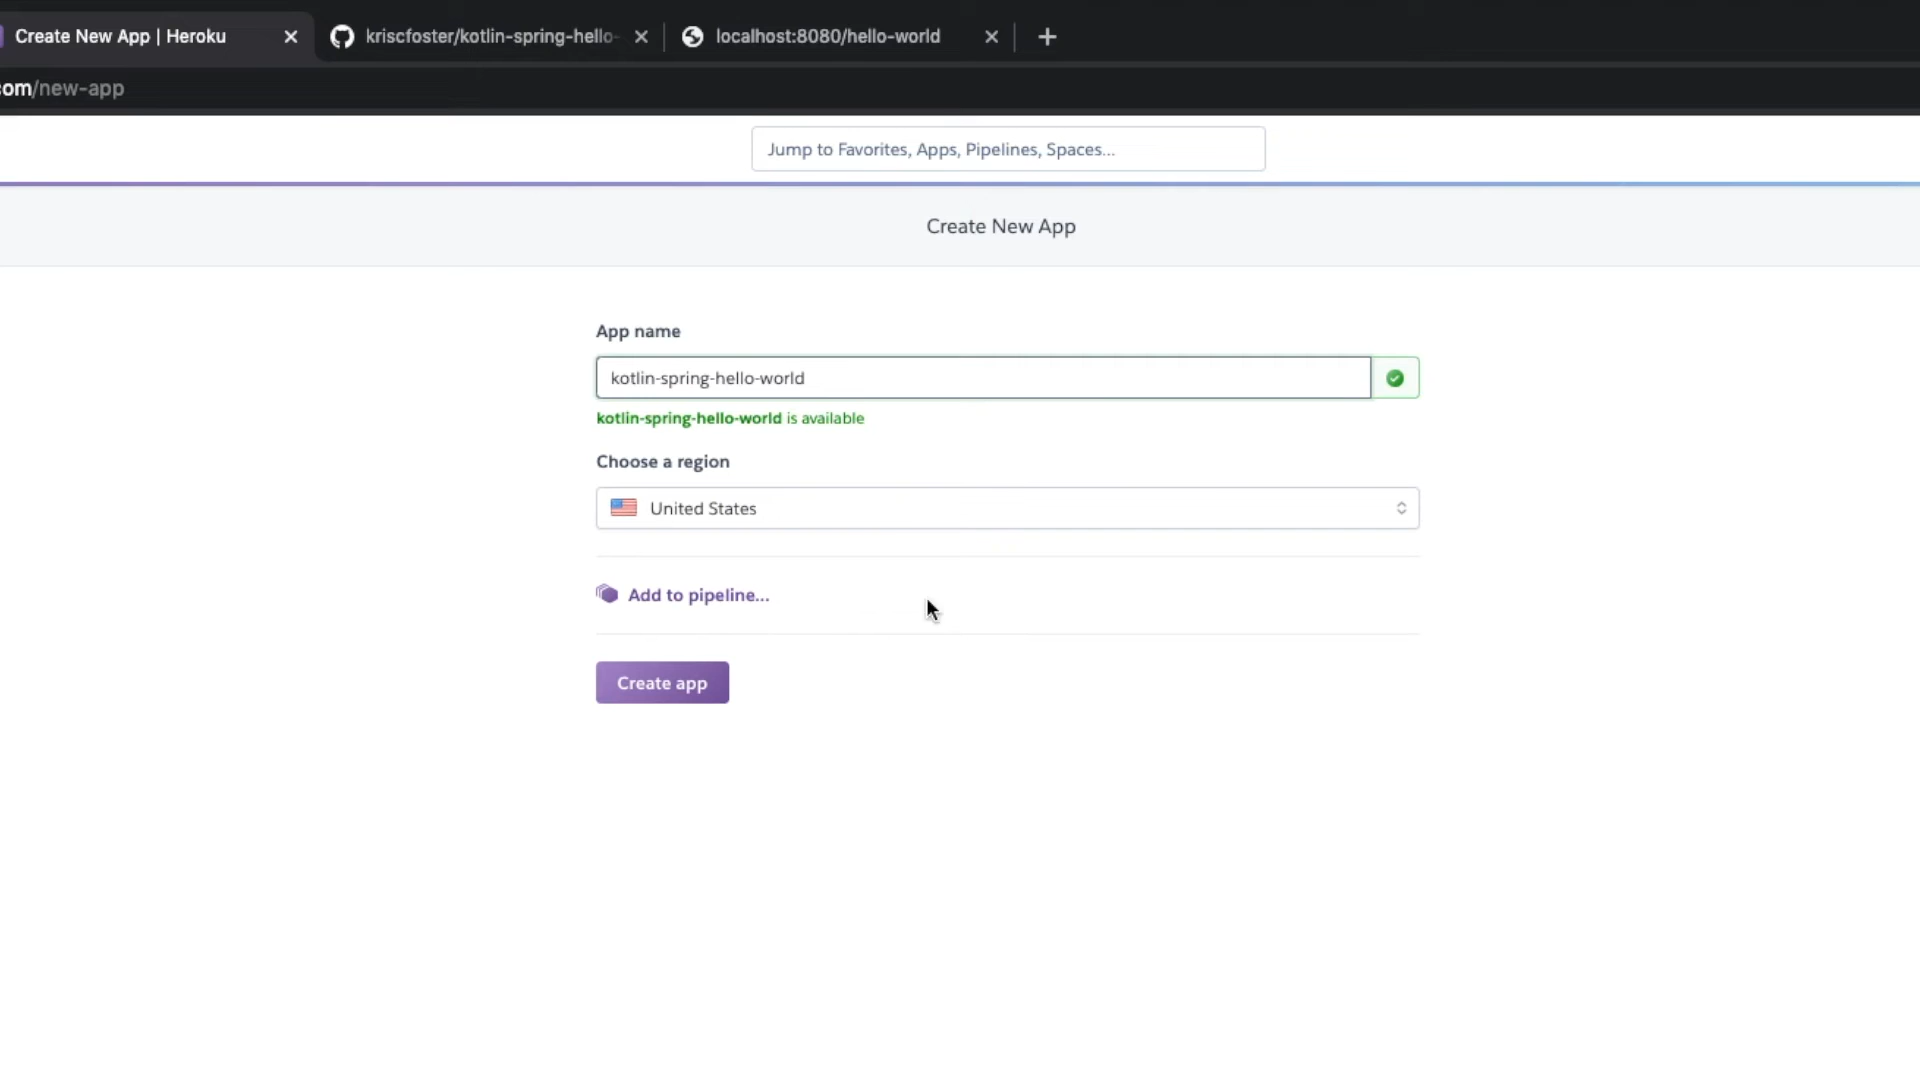 Create New App | Heroku
kriscfoster/kotlin-spring-hello-
localhost:8080/hello-world
com/new-app
Jump to Favorites, Apps, Pipelines, Spaces...
Create New App
App name
kotlin-spring-hello-world
kotlin-spring-hello-world is available
Choose a region
United States
Add to pipeline...
Create app